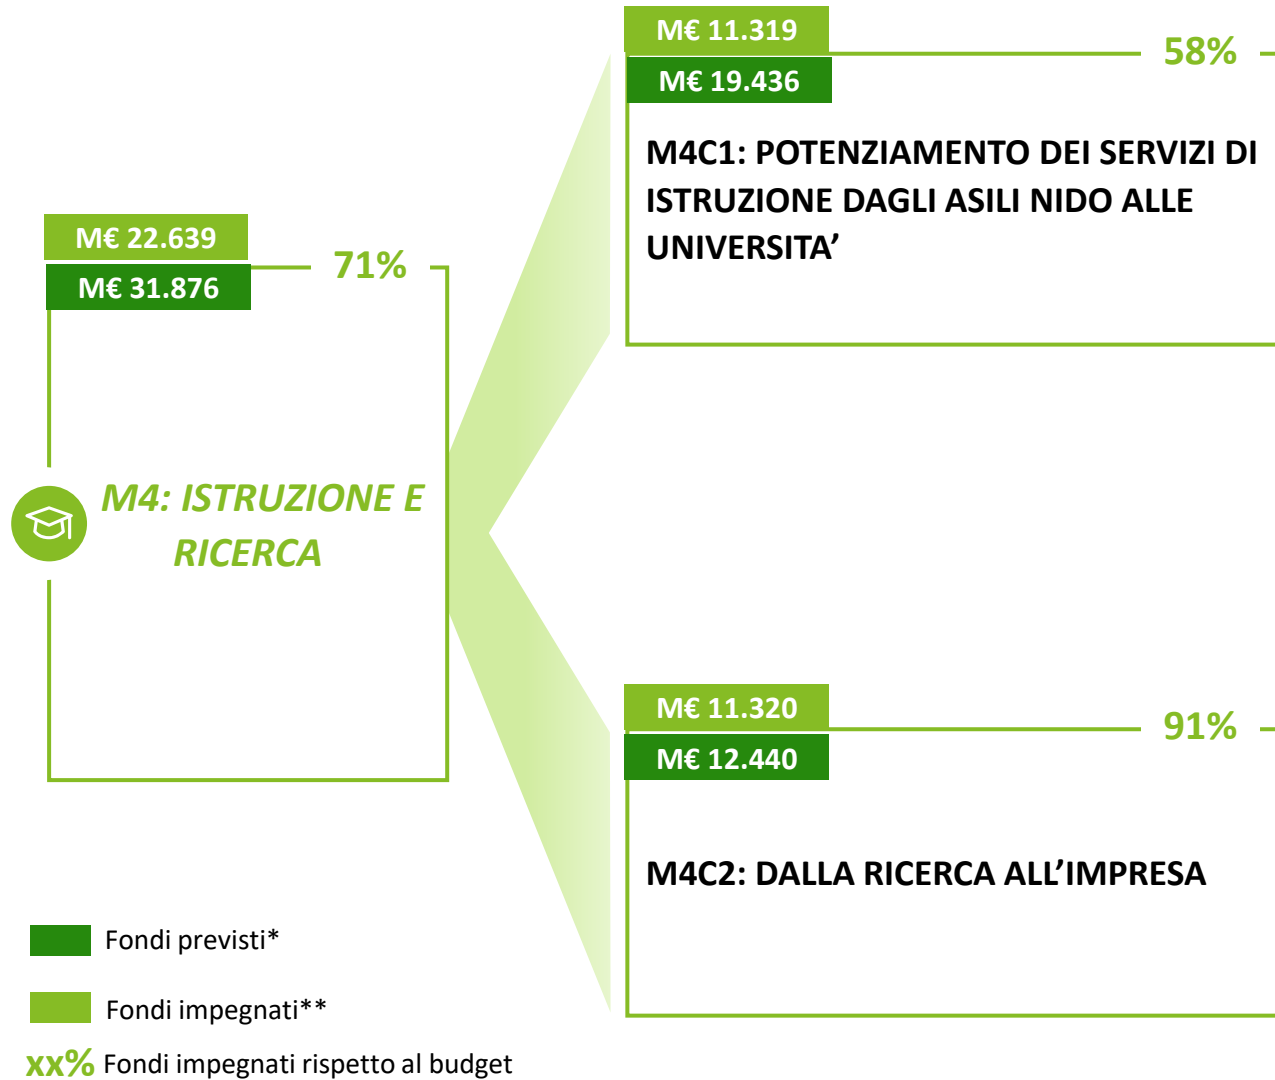 M€ 22.639
M€ 31.876
71%
M4: ISTRUZIONE E
RICERCA
M€ 11.319
M€ 19.436
58%
M4C1: POTENZIAMENTO DEI SERVIZI DI
ISTRUZIONE DAGLI ASILI NIDO ALLE
UNIVERSITA’
M€ 11.320
M€ 12.440
91%
M4C2: DALLA RICERCA ALL’IMPRESA
Fondi previsti*
Fondi impegnati**
xx% Fondi impegnati rispetto al budget